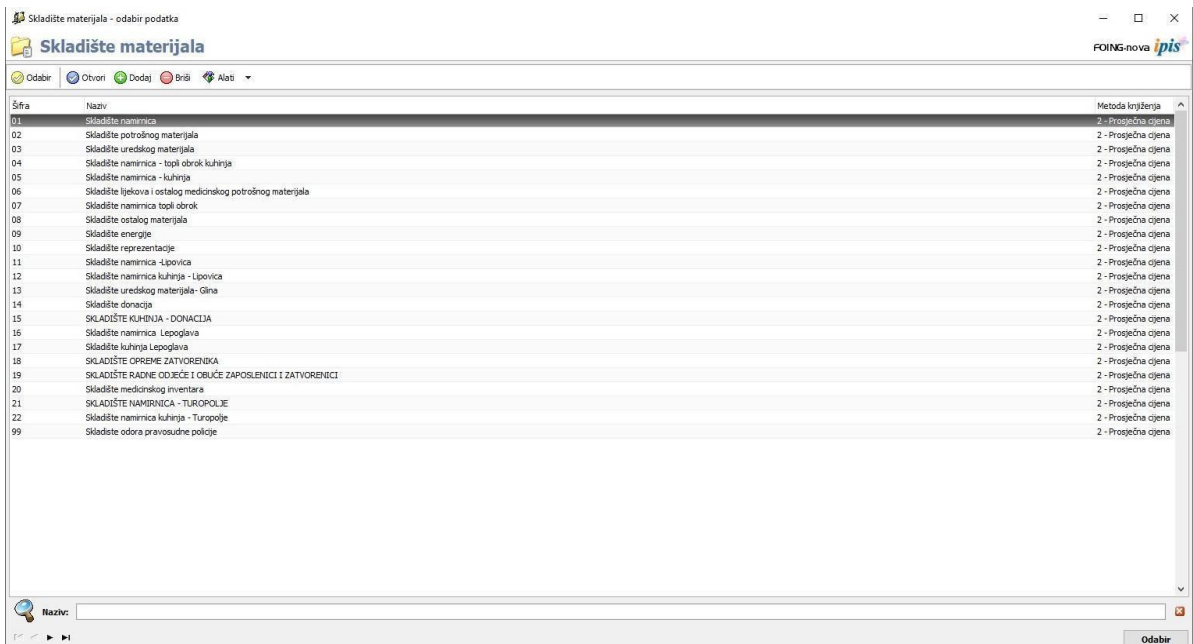 Skladište materijala - odabir podatka
Skladište materijala
FOING-nova ipis
Odabir Otvori Dodaj Briši Alati
Šifra Naziv Metoda knjiženja
01 Skladište namirnica 2 - Prosječna cijena
02 Skladište potrošnog materijala 2 - Prosječna cijena
03 Skladište uredskog materijala 2 - Prosječna cijena
04 Skladište namirnica - topli obrok kuhinja 2 - Prosječna cijena
05 Skladište namirnica - kuhinja 2 - Prosječna cijena
06 Skladište lijekova i ostalog medicinskog potrošnog materijala 2 - Prosječna cijena
07 Skladište namirnica topli obrok 2 - Prosječna cijena
08 Skladište ostalog materijala 2 - Prosječna cijena
09 Skladište energije 2 - Prosječna cijena
10 Skladište reprezentacije 2 - Prosječna cijena
11 Skladište namirnica -Lipovica 2 - Prosječna cijena
12 Skladište namirnica kuhinja - Lipovica 2 - Prosječna cijena
13 Skladište uredskog materijala- Glina 2 - Prosječna cijena
14 Skladište donacija 2 - Prosječna cijena
15 SKLADIŠTE KUHINJA - DONACIJA 2 - Prosječna cijena
16 Skladište namirnica Lepoglava 2 - Prosječna cijena
17 Skladište kuhinja Lepoglava 2 - Prosječna cijena
18 SKLADIŠTE OPREME ZATVORENIKA 2 - Prosječna cijena
19 SKLADIŠTE RADNE ODJEĆE I OBUĆE ZAPOSLENICI I ZATVORENICI 2 - Prosječna cijena
20 Skladište medicinskog inventara 2 - Prosječna cijena
21 SKLADIŠTE NAMIRNICA - TUROPOLJE 2 - Prosječna cijena
22 Skladište namirnica kuhinja - Turopolje 2 - Prosječna cijena
99 Skladiste odora pravosudne policije 2 - Prosječna cijena
Naziv:
Odabir